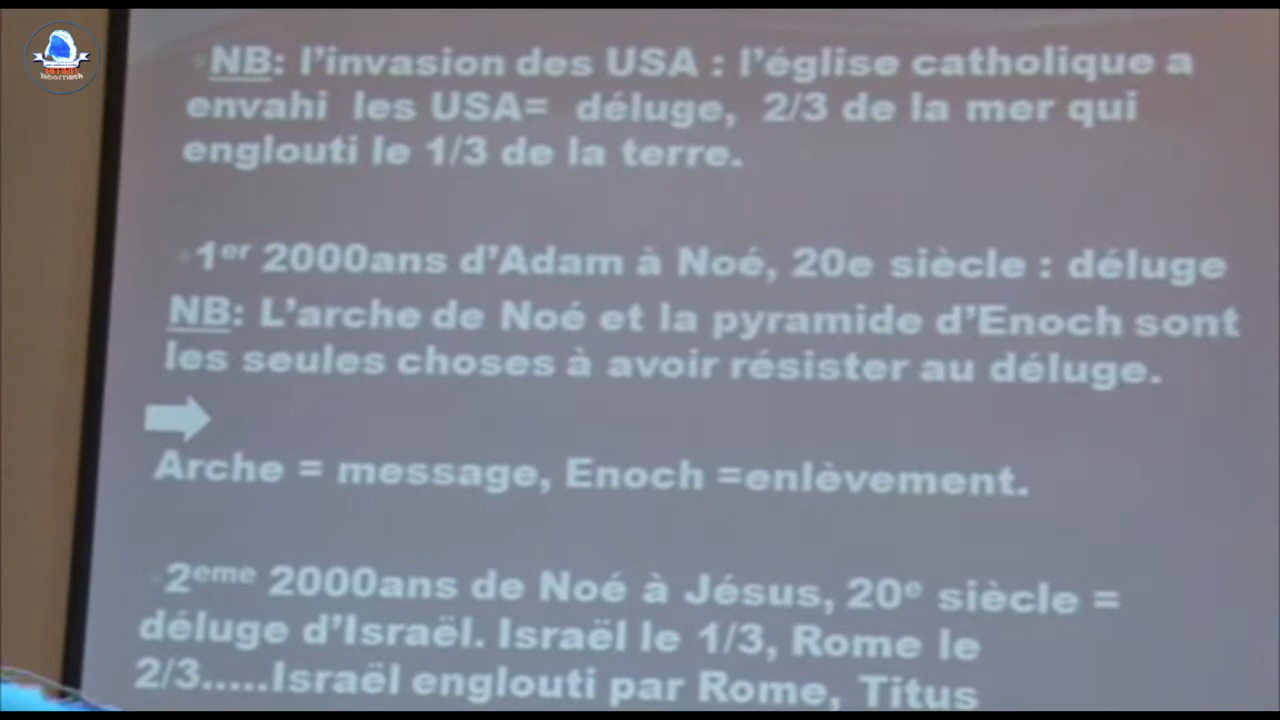 NB: l'invasion des USA : l'église catholique a
envahi les USA= déluge, 2/3 de la mer qui
englouti le 1/3 de la terre.
1er 2000ans d'Adam à Noé, 20e siècle : déluge
NB: L'arche de Noé et la pyramide d'Enoch sont
les seules choses à avoir résister au déluge.
Arche = message, Enoch =enlèvement.
2eme 2000ans de Noé à Jésus, 20e siècle =
déluge d'Israël. Israël le 1/3, Rome le
2/3.....Israël englouti par Rome, Titus